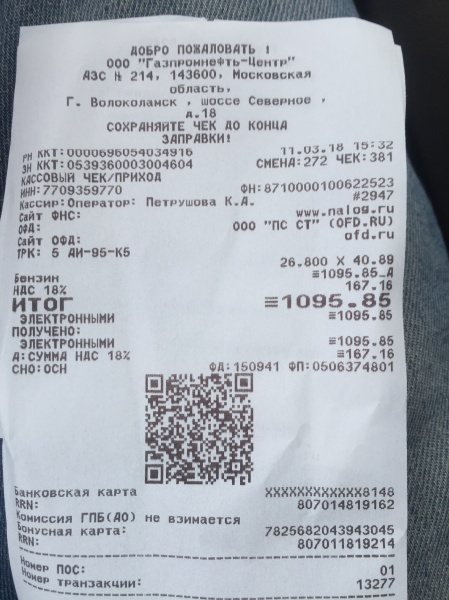 ДОБРО ПОЖАЛОВАТЬ !
ООО "Газпромнефть-Центр"
АЗС № 214, 143600, Московская
область,
Г. Волоколамск , шоссе Северное ,
д.18
СОХРАНЯЙТЕ ЧЕК ДО КОНЦА
ЗАПРАВКИ!
РН ККТ:0000696054034916 11.03.18 15:32
ЗН ККТ:0539360003004604 СМЕНА:272 ЧЕК:381
КАССОВЫЙ ЧЕК/ПРИХОД
ИНН:7709359770 ФН:8710000100622523
Кассир:Оператор: Петрушова К.А. #2947
Сайт ФНС: www.nalog.ru
ОФД: ООО "ПС СТ" (OFD.RU)
Сайт ОФД: ofd.ru
ТРК: 5 АИ-95-К5
26.800 X 40.89
Бензин ≡1095.85_А
НДС 18% 167.16
ИТОГ ≡1095.85
ЭЛЕКТРОННЫМИ ≡1095.85
ПОЛУЧЕНО:
ЭЛЕКТРОННЫМИ ≡1095.85
А:СУММА НДС 18% ≡167.16
СНО:ОСН ФД:150941 ФП:0506374801
Банковская карта XXXXXXXXXXXX8148
RRN: 807014819162
Комиссия ГПБ(АО) не взимается
Бонусная карта: 7825682043943045
RRN: 807011819214
Номер ПОС: 01
Номер транзакции: 13277